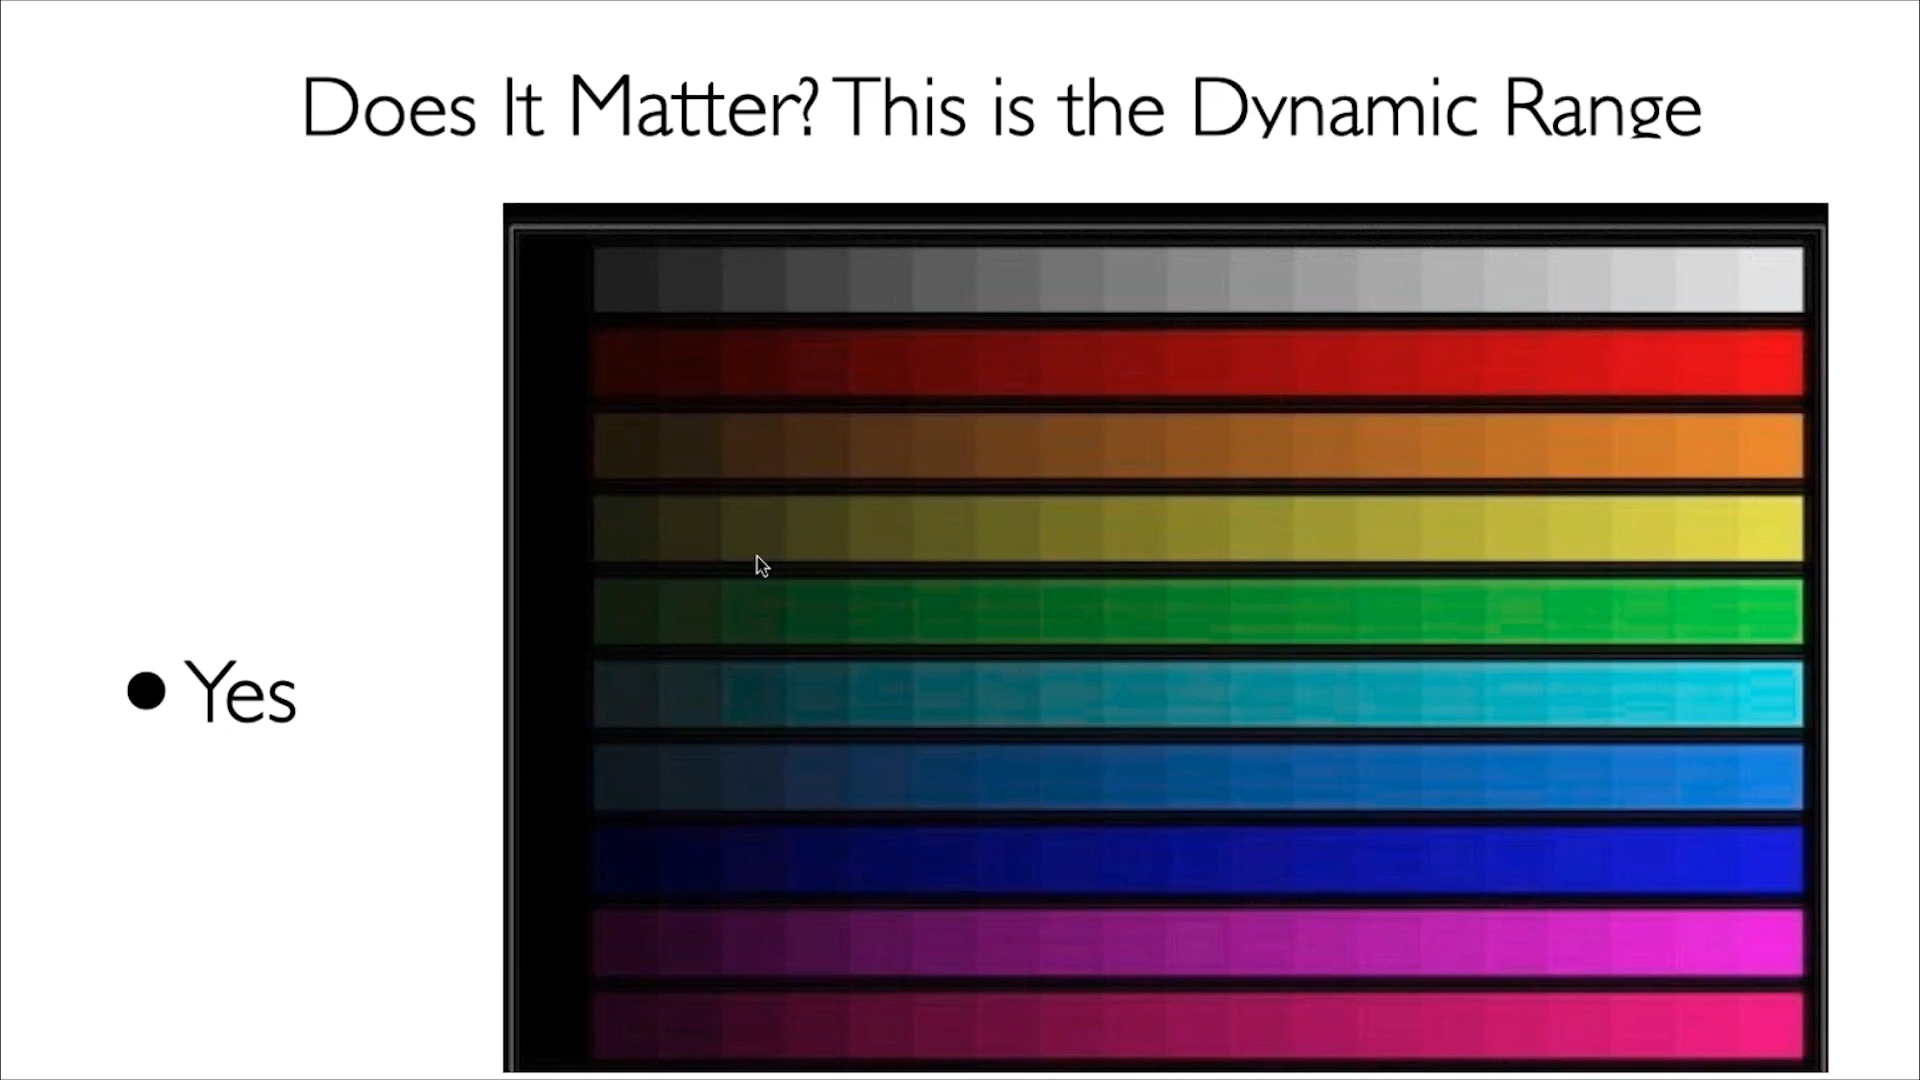 Does It Matter? This is the Dynamic Range
Yes